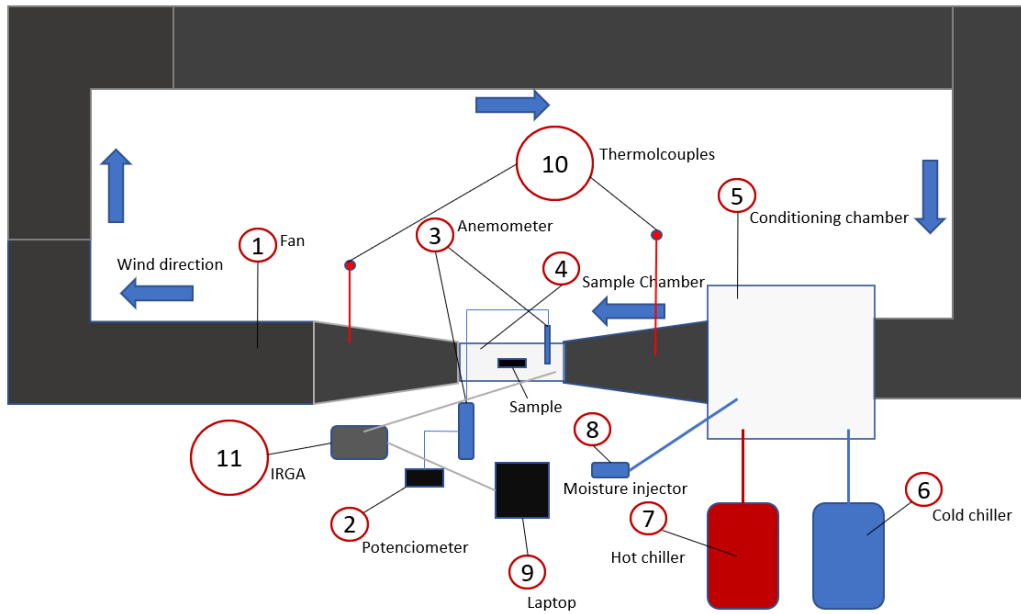 10
Thermolcouples
5
Conditioning chamber
1
Fan
3
Anemometer
4
Sample Chamber
Wind direction
Sample
11
IRGA
8
Moisture injector
2
Potenciometer
9
Laptop
7
Hot chiller
6
Cold chiller